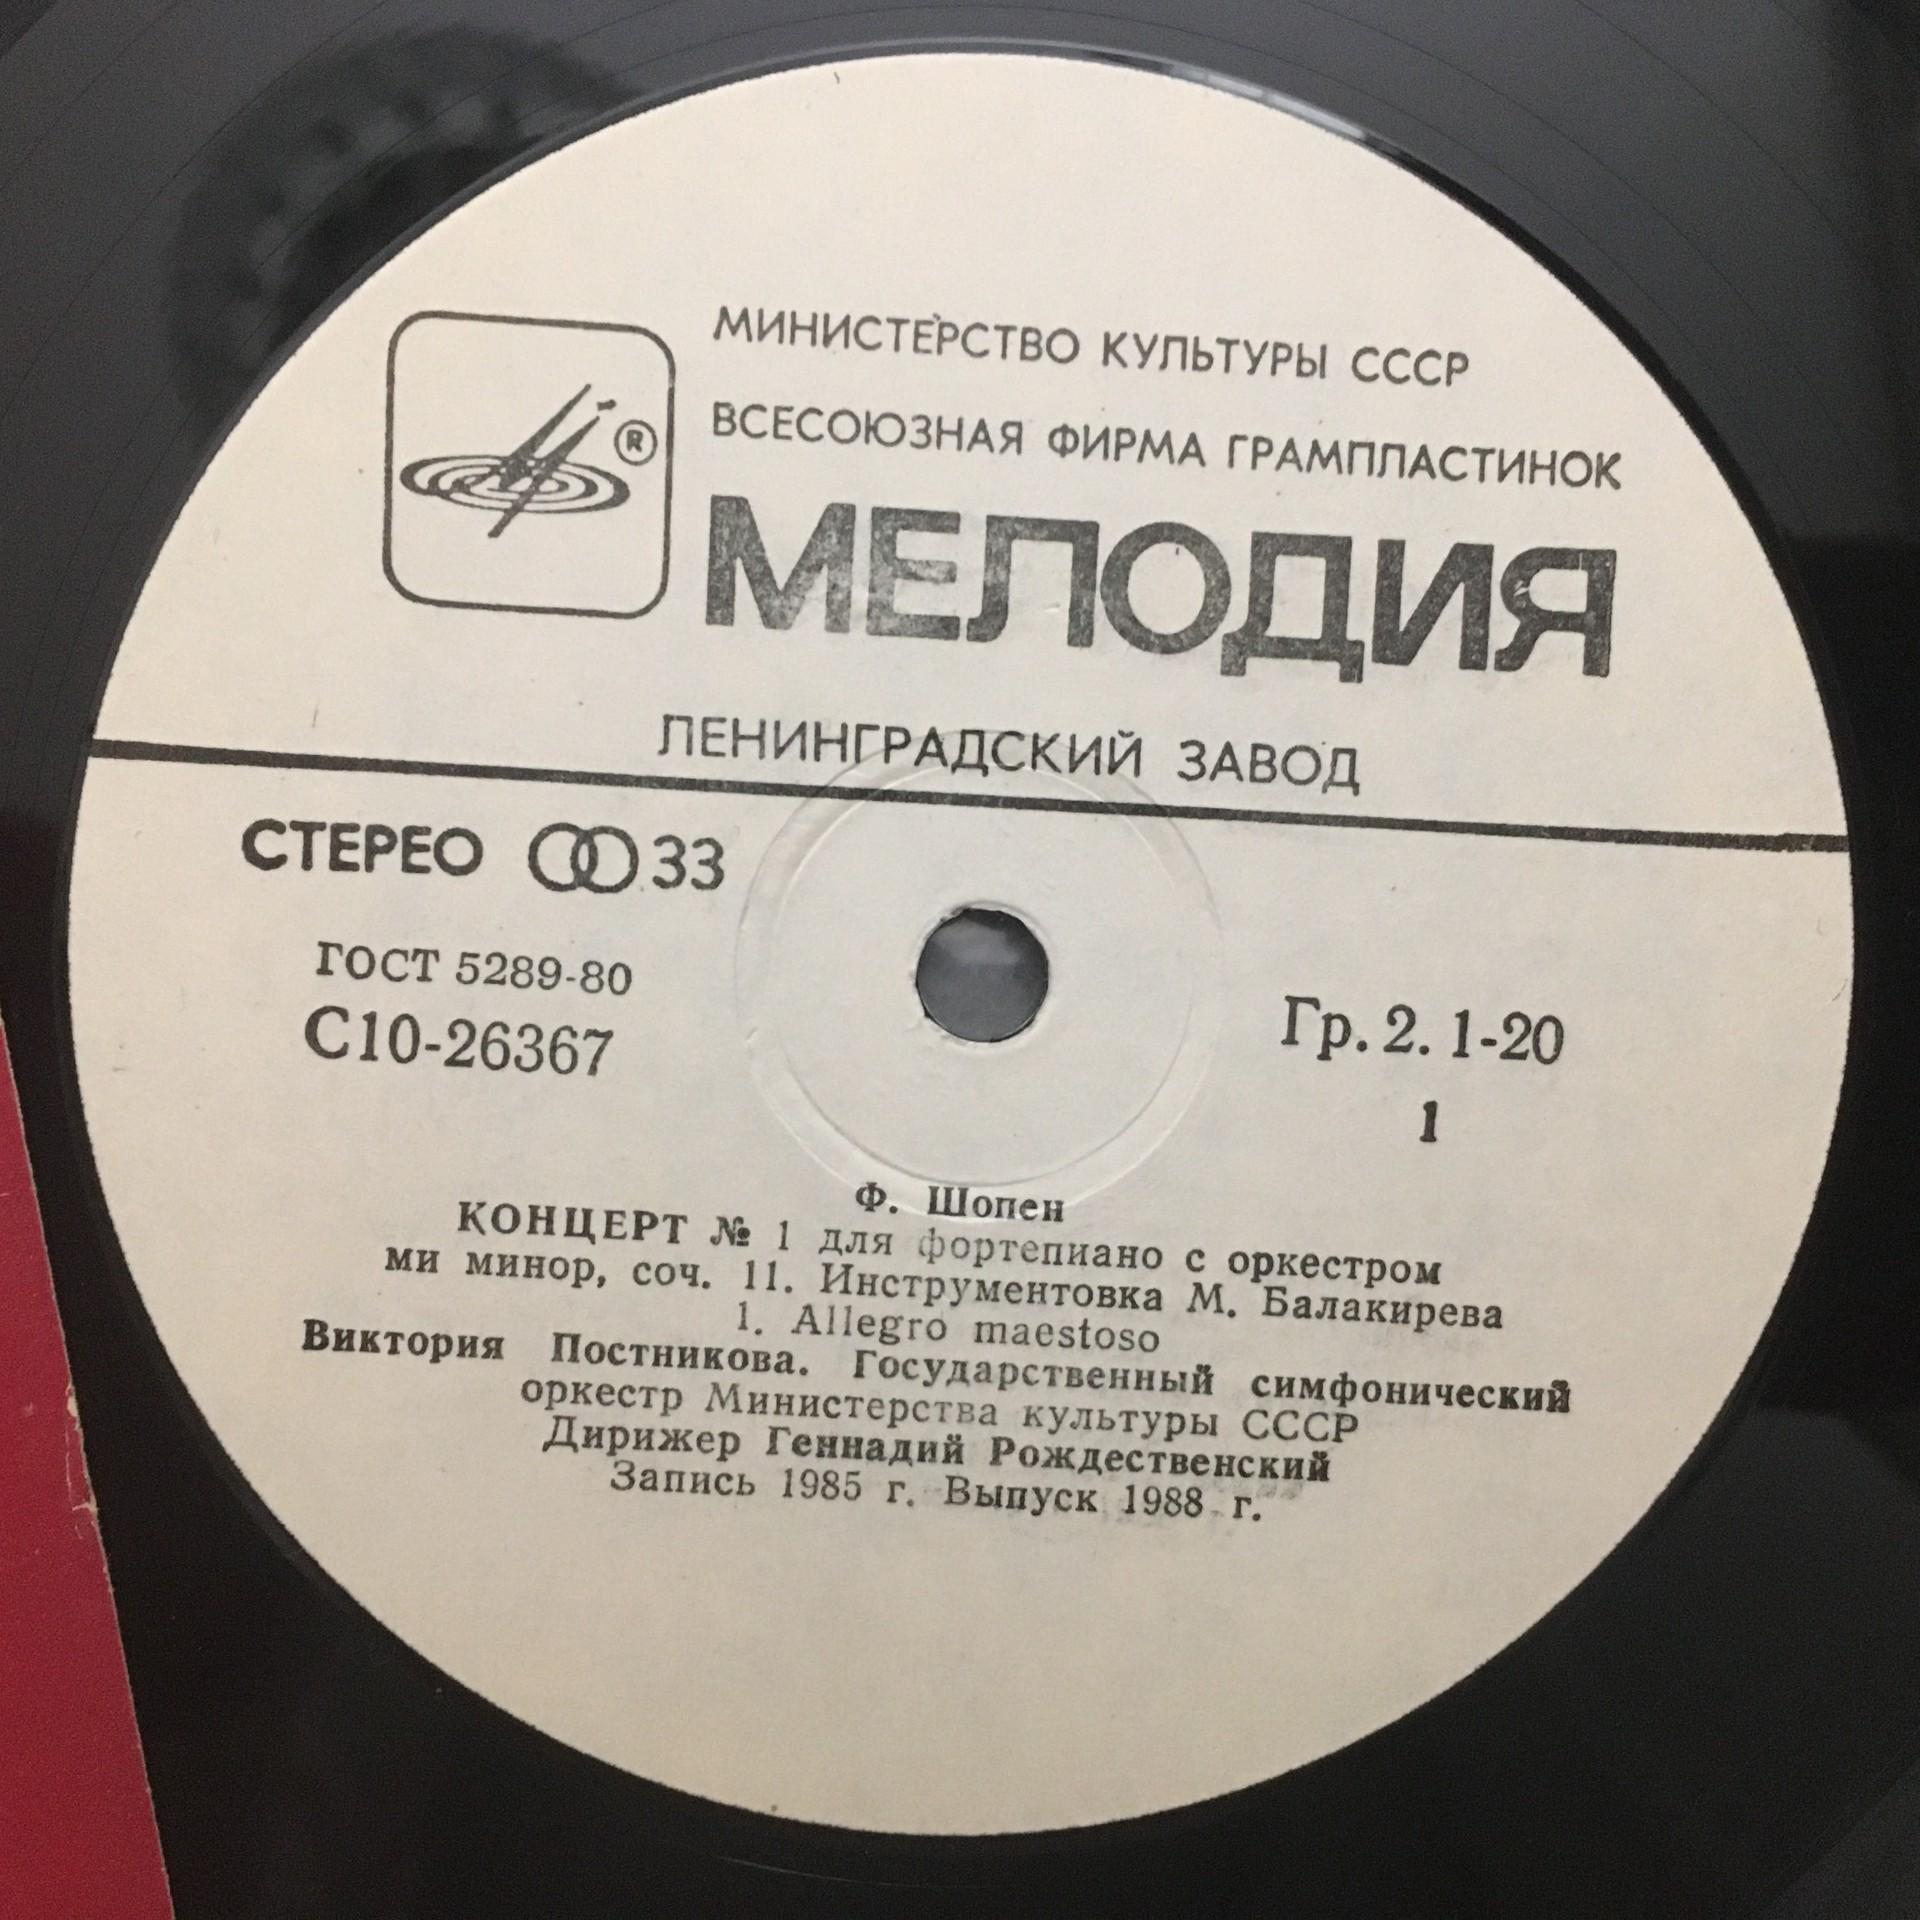 МИНИСТЕРСТВО КУЛЬТУРЫ СССР
ВСЕСОЮЗНАЯ ФИРМА ГРАМПЛАСТИНОК
®
МЕЛОДИЯ
ЛЕНИНГРАДСКИЙ ЗАВОД
СТЕРЕО 33
ГОСТ 5289-80
С10-26367
Гр. 2. 1-20
1
Ф. Шопен
КОНЦЕРТ № 1 для фортепиано с оркестром
ми минор, соч. 11. Инструментовка М. Балакирева
1. Allegro maestoso
Виктория Постникова. Государственный симфонический
оркестр Министерства культуры СССР
Дирижер Геннадий Рождественский
Запись 1985 г. Выпуск 1988 г.